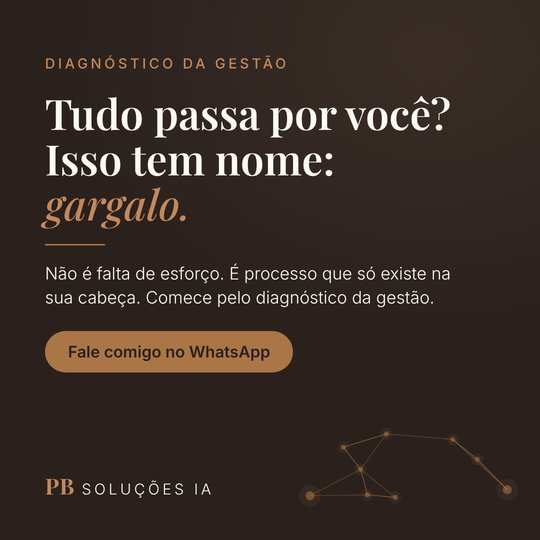 DIAGNÓSTICO DA GESTÃO
Tudo passa por você?
Isso tem nome:
gargalo.
Não é falta de esforço. É processo que só existe na
sua cabeça. Comece pelo diagnóstico da gestão.
Fale comigo no WhatsApp
PB SOLUÇÕES IA